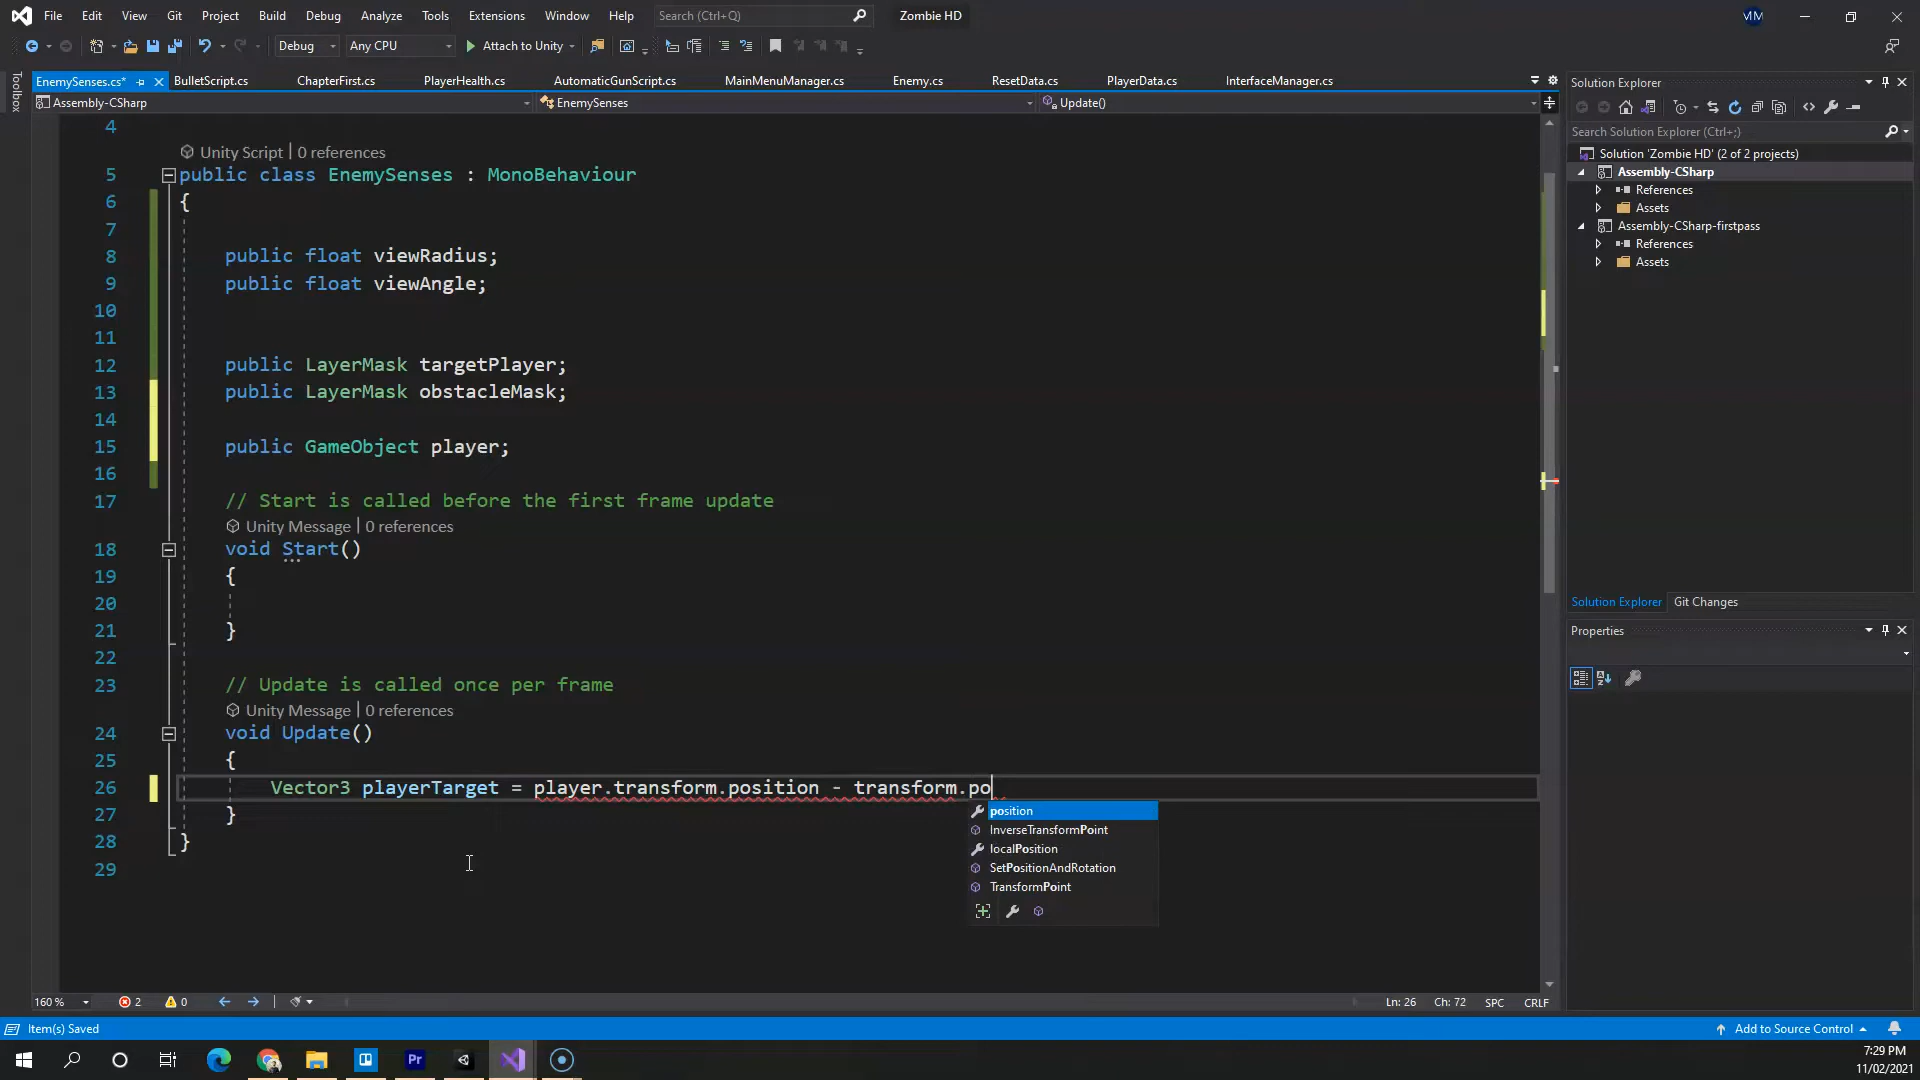 File Edit View Git Project Build Debug Analyze Tools Extensions Window Help Search (Ctrl+Q) Zombie HD MM
Debug Any CPU Attach to Unity
EnemySenses.cs* BulletScript.cs ChapterFirst.cs PlayerHealth.cs AutomaticGunScript.cs MainMenuManager.cs Enemy.cs ResetData.cs PlayerData.cs InterfaceManager.cs
Assembly-CSharp EnemySenses Update()
Toolbox
4
Unity Script | 0 references
5 public class EnemySenses : MonoBehaviour
6 {
7
8 public float viewRadius;
9 public float viewAngle;
10
11
12 public LayerMask targetPlayer;
13 public LayerMask obstacleMask;
14
15 public GameObject player;
16
17 // Start is called before the first frame update
Unity Message | 0 references
18 void Start()
19 {
20
21 }
22
23 // Update is called once per frame
Unity Message | 0 references
24 void Update()
25 {
26 Vector3 playerTarget = player.transform.position - transform.po
27 }
28 }
29
position
InverseTransformPoint
localPosition
SetPositionAndRotation
TransformPoint
Solution Explorer
Search Solution Explorer (Ctrl+;)
Solution 'Zombie HD' (2 of 2 projects)
Assembly-CSharp
References
Assets
Assembly-CSharp-firstpass
References
Assets
Solution Explorer Git Changes
Properties
160 % 2 0 Ln: 26 Ch: 72 SPC CRLF
Item(s) Saved Add to Source Control
Pr
7:29 PM
11/02/2021